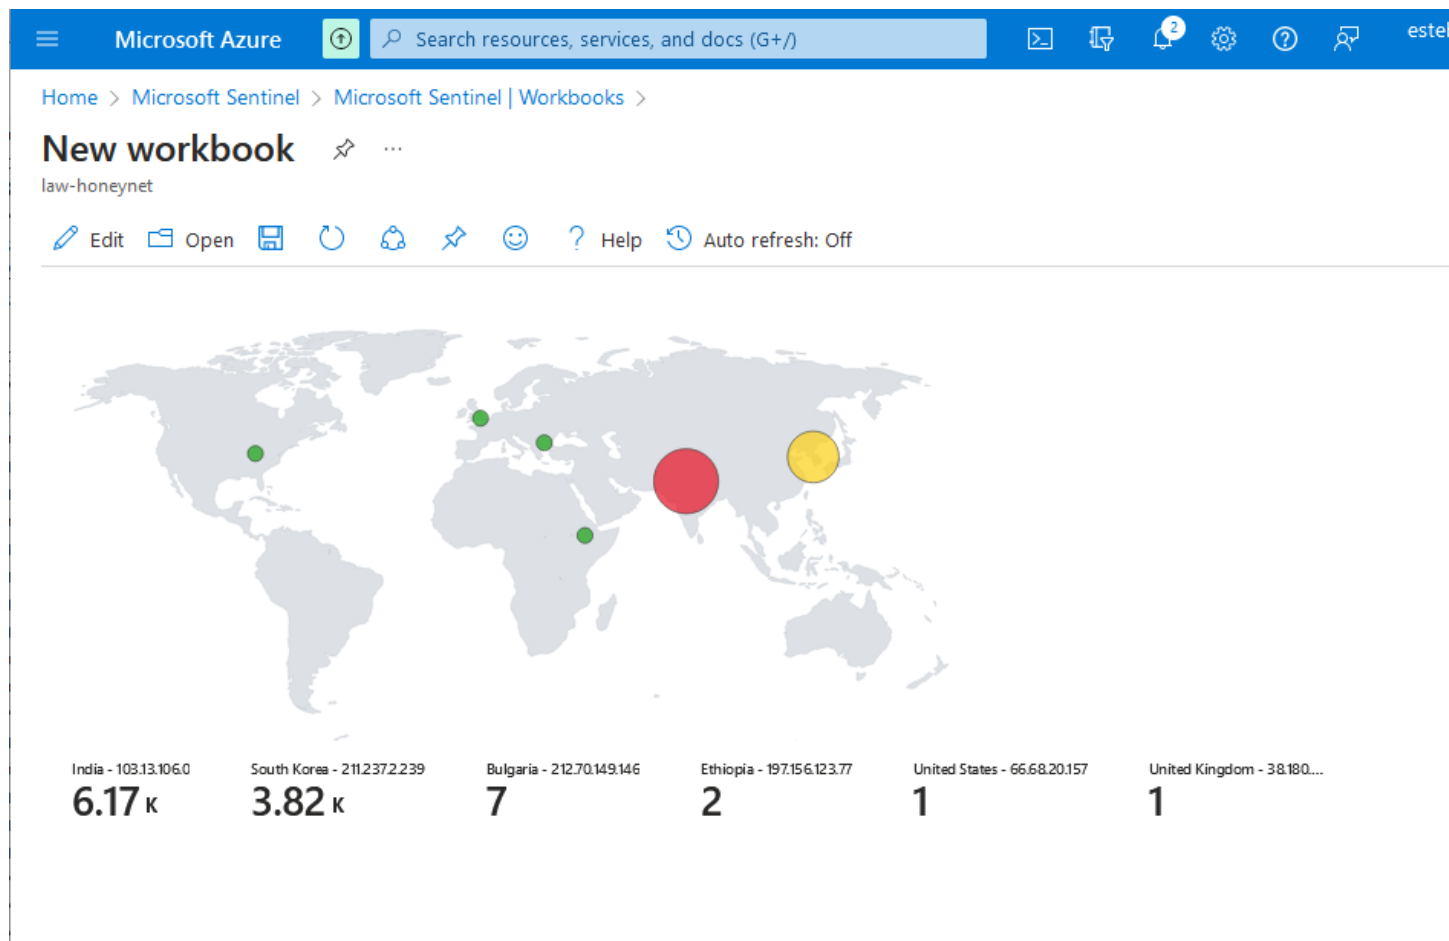 Microsoft Azure
Search resources, services, and docs (G+/)
2
Home > Microsoft Sentinel > Microsoft Sentinel | Workbooks >
New workbook
law-honeynet
Edit Open Help Auto refresh: Off
India - 103.13.106.0 South Korea - 211.237.2.239 Bulgaria - 212.70.149.146 Ethiopia - 197.156.123.77 United States - 66.68.20.157 United Kingdom - 38.180....
6.17 K 3.82 K 7 2 1 1